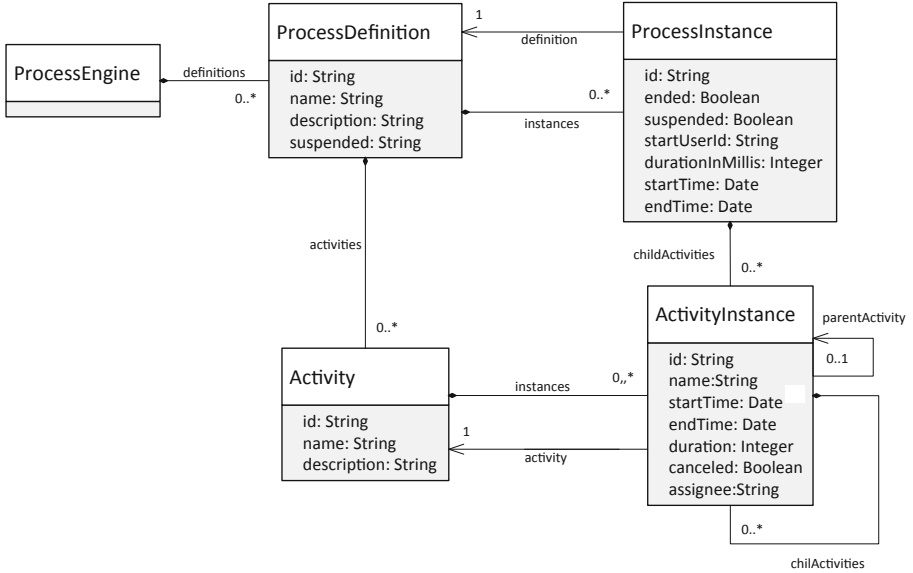 ProcessEngine
definitions
0..*
ProcessDefinition
id: String
name: String
description: String
suspended: String
1
definition
0..*
instances
ProcessInstance
id: String
ended: Boolean
suspended: Boolean
startUserId: String
durationInMillis: Integer
startTime: Date
endTime: Date
activities
0..*
childActivities
0..*
Activity
id: String
name: String
description: String
instances
0,,*
1
activity
ActivityInstance
id: String
name:String
startTime: Date
endTime: Date
duration: Integer
canceled: Boolean
assignee:String
parentActivity
0..1
0..*
chilActivities